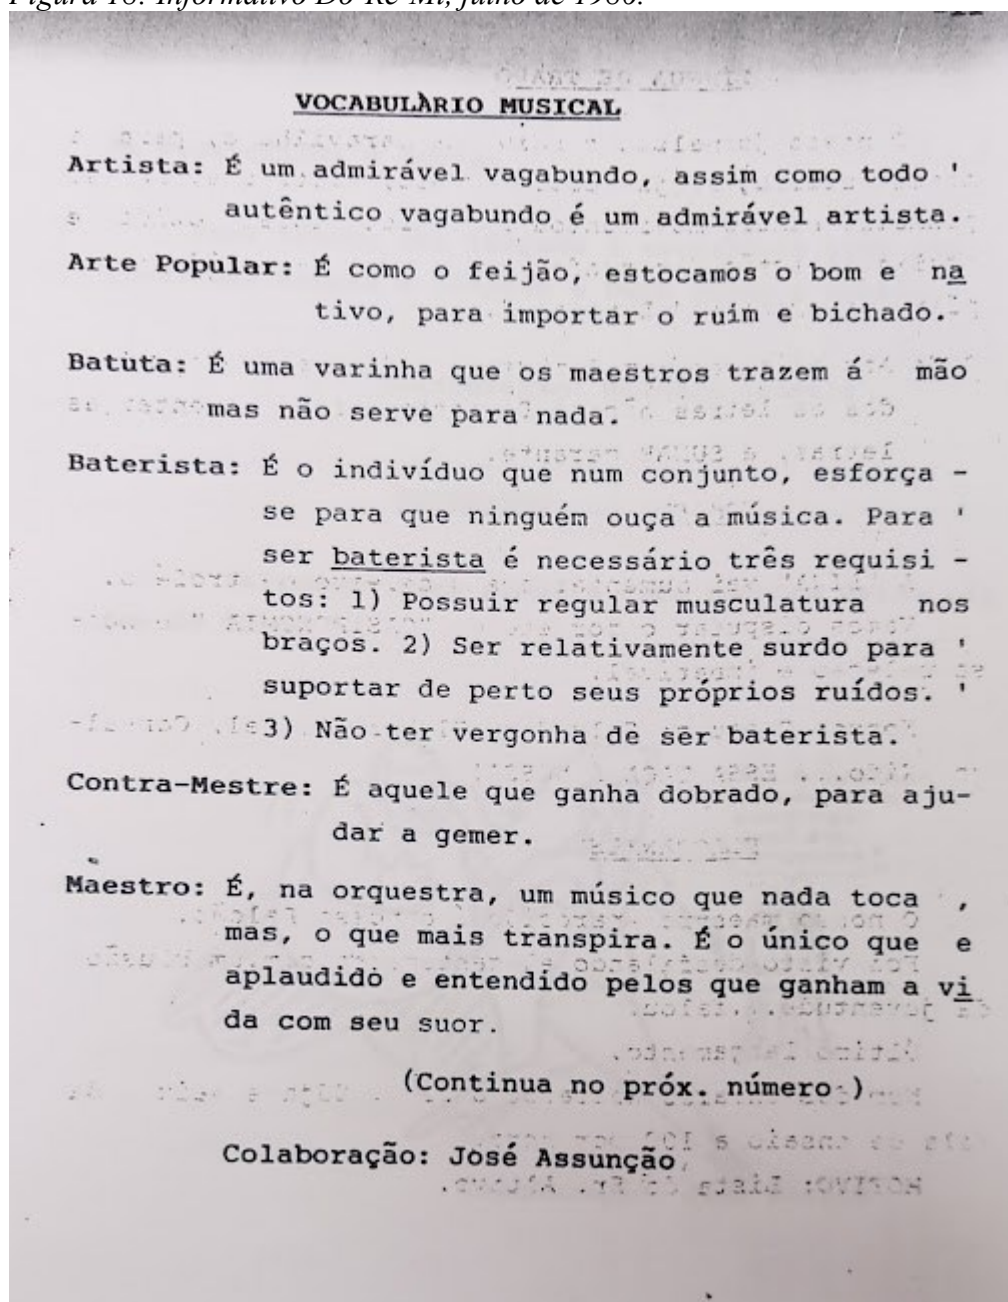 Figura 18: Informativo Dó-Ré-Mi, julho de 1980.
VOCABULÀRIO MUSICAL
Artista: É um admirável vagabundo, assim como todo '
autêntico vagabundo é um admirável artista.
Arte Popular: É como o feijão, estocamos o bom e na
tivo, para importar o ruim e bichado.
Batuta: É uma varinha que os maestros trazem á mão
mas não serve para nada.
Baterista: É o indivíduo que num conjunto, esforça -
se para que ninguém ouça a música. Para '
ser baterista é necessário três requisi -
tos: 1) Possuir regular musculatura nos
braços. 2) Ser relativamente surdo para '
suportar de perto seus próprios ruídos. '
3) Não ter vergonha de ser baterista.
Contra-Mestre: É aquele que ganha dobrado, para aju-
dar a gemer.
Maestro: É, na orquestra, um músico que nada toca ,
mas, o que mais transpira. É o único que e
aplaudido e entendido pelos que ganham a vi
da com seu suor.
(Continua no próx. número )
Colaboração: José Assunção